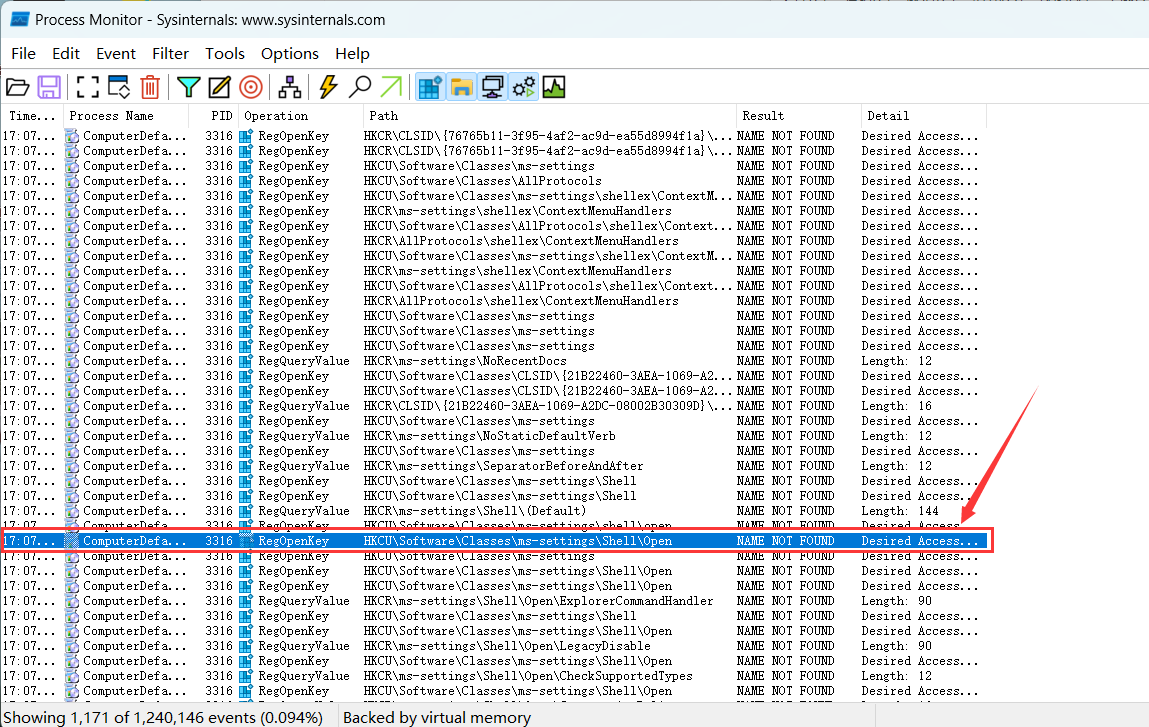 Process Monitor - Sysinternals: www.sysinternals.com
File Edit Event Filter Tools Options Help
Time... Process Name PID Operation Path Result Detail
17:07... ComputerDefa... 3316 RegOpenKey HKCR\CLSID\{76765b11-3f95-4af2-ac9d-ea55d8994f1a}\... NAME NOT FOUND Desired Access...
17:07... ComputerDefa... 3316 RegOpenKey HKCR\CLSID\{76765b11-3f95-4af2-ac9d-ea55d8994f1a}\... NAME NOT FOUND Desired Access...
17:07... ComputerDefa... 3316 RegOpenKey HKCU\Software\Classes\ms-settings NAME NOT FOUND Desired Access...
17:07... ComputerDefa... 3316 RegOpenKey HKCU\Software\Classes\AllProtocols NAME NOT FOUND Desired Access...
17:07... ComputerDefa... 3316 RegOpenKey HKCU\Software\Classes\ms-settings\shellex\ContextM... NAME NOT FOUND Desired Access...
17:07... ComputerDefa... 3316 RegOpenKey HKCR\ms-settings\shellex\ContextMenuHandlers NAME NOT FOUND Desired Access...
17:07... ComputerDefa... 3316 RegOpenKey HKCU\Software\Classes\AllProtocols\shellex\Context... NAME NOT FOUND Desired Access...
17:07... ComputerDefa... 3316 RegOpenKey HKCR\AllProtocols\shellex\ContextMenuHandlers NAME NOT FOUND Desired Access...
17:07... ComputerDefa... 3316 RegOpenKey HKCU\Software\Classes\ms-settings\shellex\ContextM... NAME NOT FOUND Desired Access...
17:07... ComputerDefa... 3316 RegOpenKey HKCR\ms-settings\shellex\ContextMenuHandlers NAME NOT FOUND Desired Access...
17:07... ComputerDefa... 3316 RegOpenKey HKCU\Software\Classes\AllProtocols\shellex\Context... NAME NOT FOUND Desired Access...
17:07... ComputerDefa... 3316 RegOpenKey HKCR\AllProtocols\shellex\ContextMenuHandlers NAME NOT FOUND Desired Access...
17:07... ComputerDefa... 3316 RegOpenKey HKCU\Software\Classes\ms-settings NAME NOT FOUND Desired Access...
17:07... ComputerDefa... 3316 RegOpenKey HKCU\Software\Classes\ms-settings NAME NOT FOUND Desired Access...
17:07... ComputerDefa... 3316 RegOpenKey HKCU\Software\Classes\ms-settings NAME NOT FOUND Desired Access...
17:07... ComputerDefa... 3316 RegQueryValue HKCR\ms-settings\NoRecentDocs NAME NOT FOUND Length: 12
17:07... ComputerDefa... 3316 RegOpenKey HKCU\Software\Classes\CLSID\{21B22460-3AEA-1069-A2... NAME NOT FOUND Desired Access...
17:07... ComputerDefa... 3316 RegOpenKey HKCU\Software\Classes\CLSID\{21B22460-3AEA-1069-A2... NAME NOT FOUND Desired Access...
17:07... ComputerDefa... 3316 RegQueryValue HKCR\CLSID\{21B22460-3AEA-1069-A2DC-08002B30309D}\... NAME NOT FOUND Length: 16
17:07... ComputerDefa... 3316 RegOpenKey HKCU\Software\Classes\ms-settings NAME NOT FOUND Desired Access...
17:07... ComputerDefa... 3316 RegQueryValue HKCR\ms-settings\NoStaticDefaultVerb NAME NOT FOUND Length: 12
17:07... ComputerDefa... 3316 RegOpenKey HKCU\Software\Classes\ms-settings NAME NOT FOUND Desired Access...
17:07... ComputerDefa... 3316 RegQueryValue HKCR\ms-settings\SeparatorBeforeAndAfter NAME NOT FOUND Length: 12
17:07... ComputerDefa... 3316 RegOpenKey HKCU\Software\Classes\ms-settings\Shell NAME NOT FOUND Desired Access...
17:07... ComputerDefa... 3316 RegOpenKey HKCU\Software\Classes\ms-settings\Shell NAME NOT FOUND Desired Access...
17:07... ComputerDefa... 3316 RegQueryValue HKCR\ms-settings\Shell\(Default) NAME NOT FOUND Length: 144
17:07... ComputerDefa... 3316 RegOpenKey HKCU\Software\Classes\ms-settings\shell\open NAME NOT FOUND Desired Access...
17:07... ComputerDefa... 3316 RegOpenKey HKCU\Software\Classes\ms-settings\Shell\Open NAME NOT FOUND Desired Access...
17:07... ComputerDefa... 3316 RegOpenKey HKCU\Software\Classes\ms-settings NAME NOT FOUND Desired Access...
17:07... ComputerDefa... 3316 RegOpenKey HKCU\Software\Classes\ms-settings\Shell\Open NAME NOT FOUND Desired Access...
17:07... ComputerDefa... 3316 RegOpenKey HKCU\Software\Classes\ms-settings\Shell\Open NAME NOT FOUND Desired Access...
17:07... ComputerDefa... 3316 RegQueryValue HKCR\ms-settings\Shell\Open\ExplorerCommandHandler NAME NOT FOUND Length: 90
17:07... ComputerDefa... 3316 RegOpenKey HKCU\Software\Classes\ms-settings\Shell NAME NOT FOUND Desired Access...
17:07... ComputerDefa... 3316 RegOpenKey HKCU\Software\Classes\ms-settings\Shell\Open NAME NOT FOUND Desired Access...
17:07... ComputerDefa... 3316 RegQueryValue HKCR\ms-settings\Shell\Open\LegacyDisable NAME NOT FOUND Length: 90
17:07... ComputerDefa... 3316 RegOpenKey HKCU\Software\Classes\ms-settings\Shell\Open NAME NOT FOUND Desired Access...
17:07... ComputerDefa... 3316 RegQueryValue HKCR\ms-settings\Shell\Open\CheckSupportedTypes NAME NOT FOUND Length: 12
17:07... ComputerDefa... 3316 RegOpenKey HKCU\Software\Classes\ms-settings\Shell\Open NAME NOT FOUND Desired Access...
Showing 1,171 of 1,240,146 events (0.094%) Backed by virtual memory